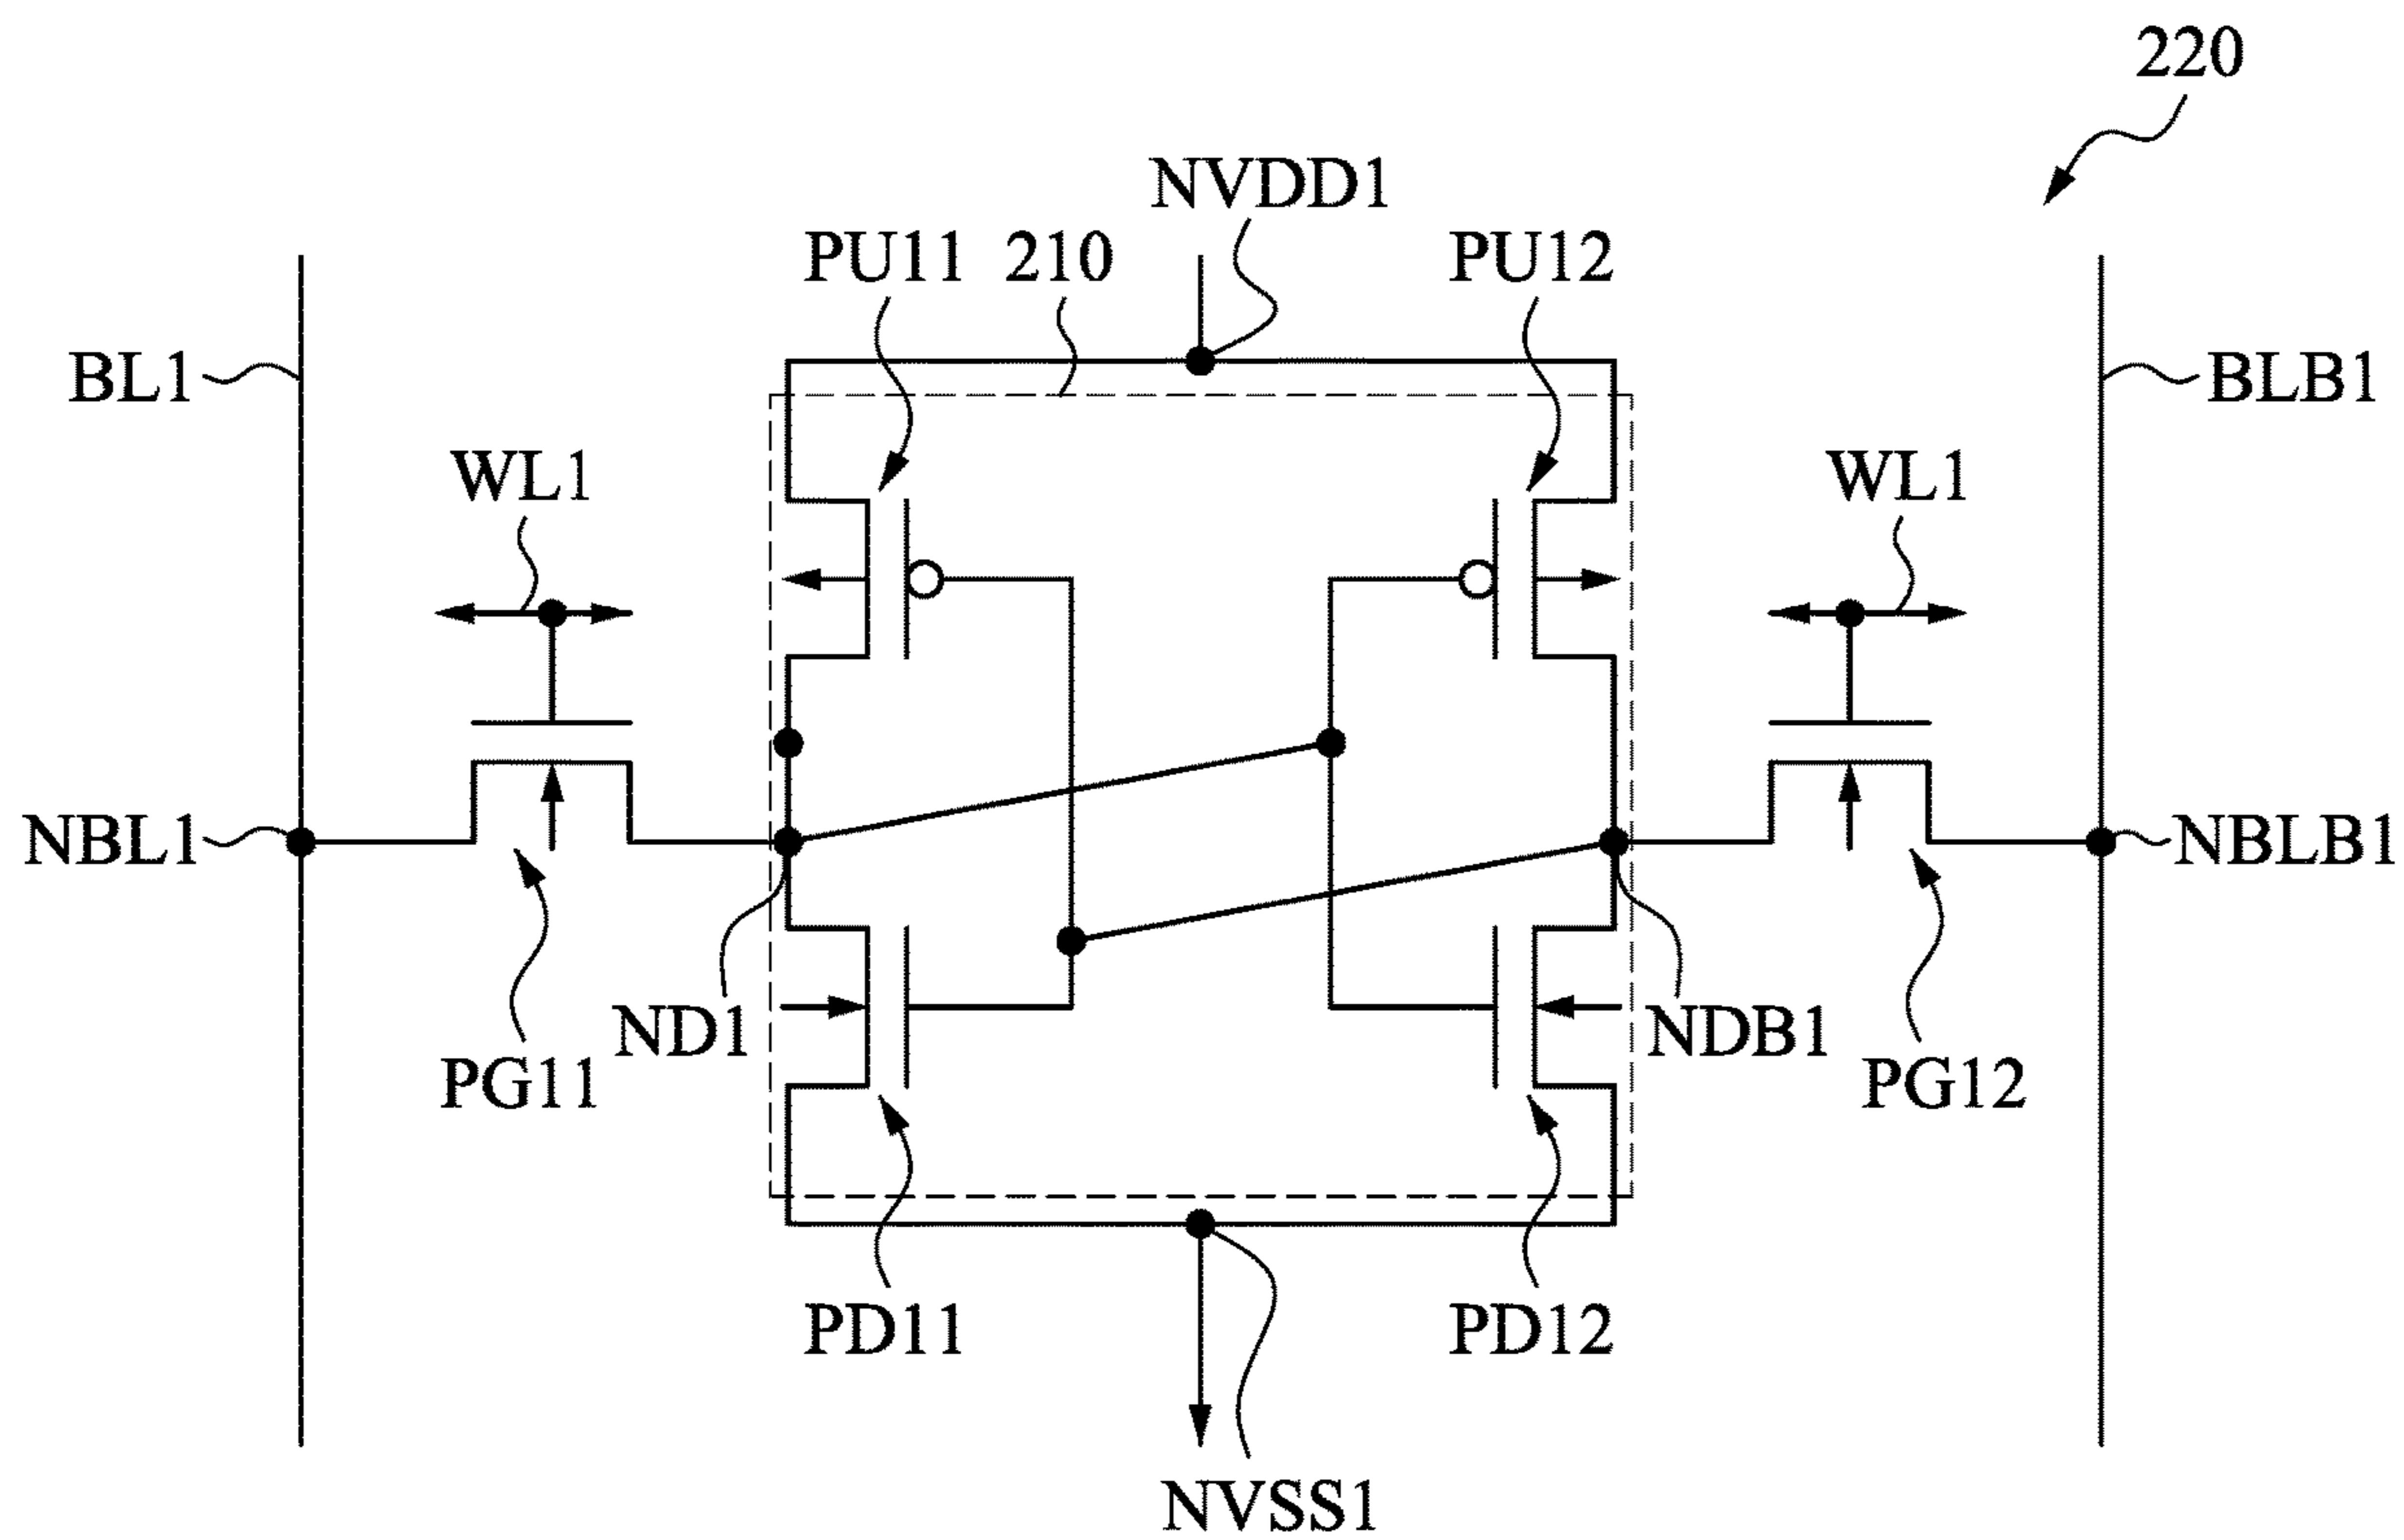 220
NVDD1
PU11
210
PU12
BL1
BLB1
WL1
WL1
NBL1
NBLB1
ND1
NDB1
PG11
PG12
PD11
PD12
NVSS1